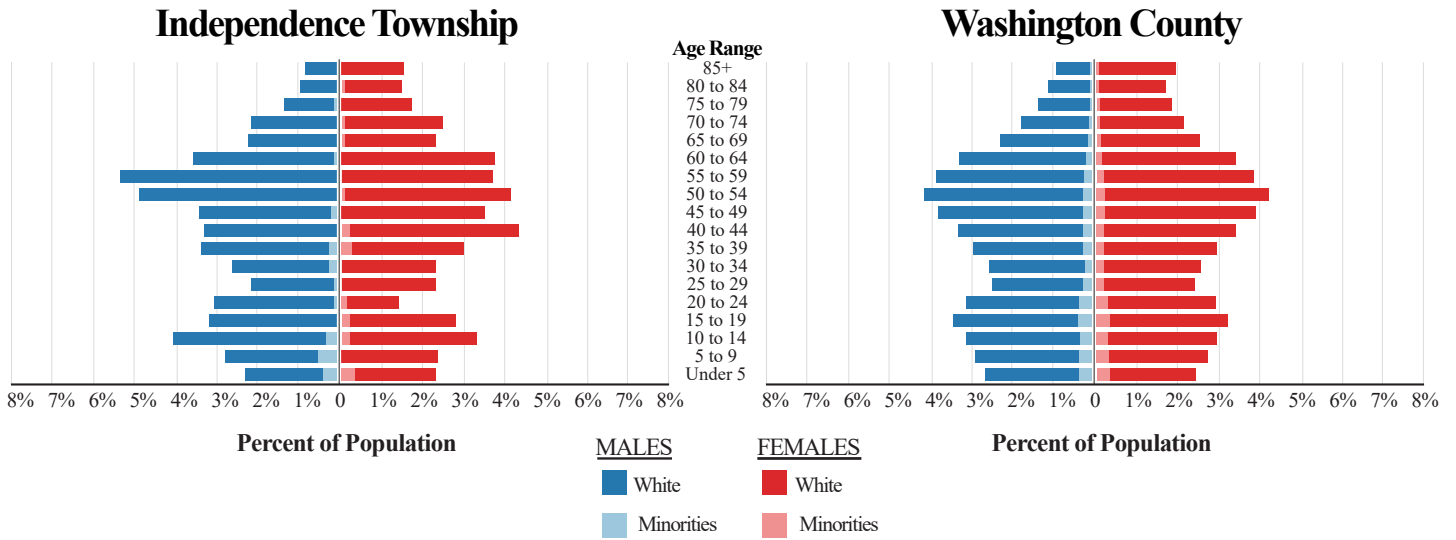 Independence Township
Washington County
Age Range
85+
80 to 84
75 to 79
70 to 74
65 to 69
60 to 64
55 to 59
50 to 54
45 to 49
40 to 44
35 to 39
30 to 34
25 to 29
20 to 24
15 to 19
10 to 14
5 to 9
Under 5
8% 7% 6% 5% 4% 2% 1% 0 1% 2% 3% 4% 5% 6% 7% 8%
8% 7% 6% 5% 4% 2% 1% 0 1% 2% 3% 4% 5% 6% 7% 8%
Percent of Population
Percent of Population
MALES
White
Minorities
FEMALES
White
Minorities